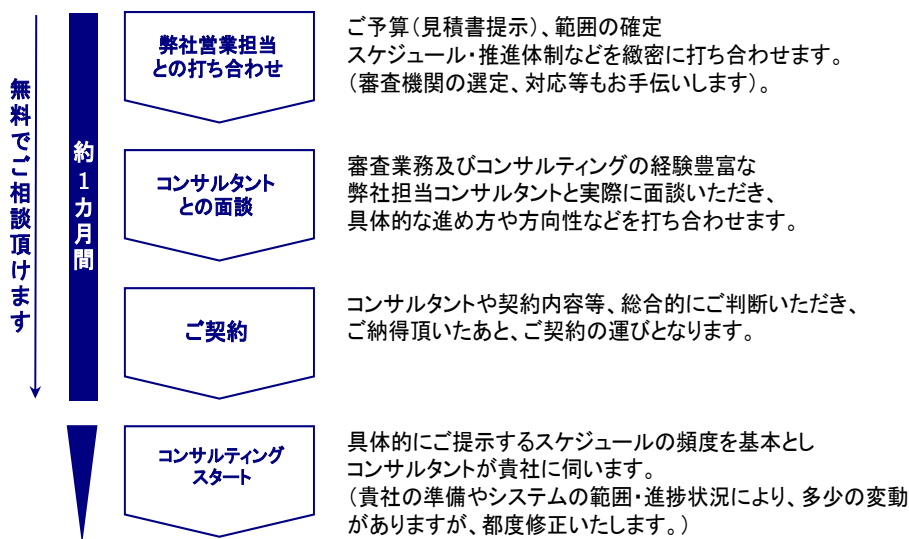 無料でご相談頂けます
約1カ月間
弊社営業担当
との打ち合わせ
ご予算(見積書提示)、範囲の確定
スケジュール・推進体制などを緻密に打ち合わせます。
(審査機関の選定、対応等もお手伝いします)。
コンサルタント
との面談
審査業務及びコンサルティングの経験豊富な
弊社担当コンサルタントと実際に面談いただき、
具体的な進め方や方向性などを打ち合わせます。
ご契約
コンサルタントや契約内容等、総合的にご判断いただき、
ご納得頂いたあと、ご契約の運びとなります。
コンサルティング
スタート
具体的にご提示するスケジュールの頻度を基本とし
コンサルタントが貴社に伺います。
(貴社の準備やシステムの範囲・進捗状況により、多少の変動
がありますが、都度修正いたします。)